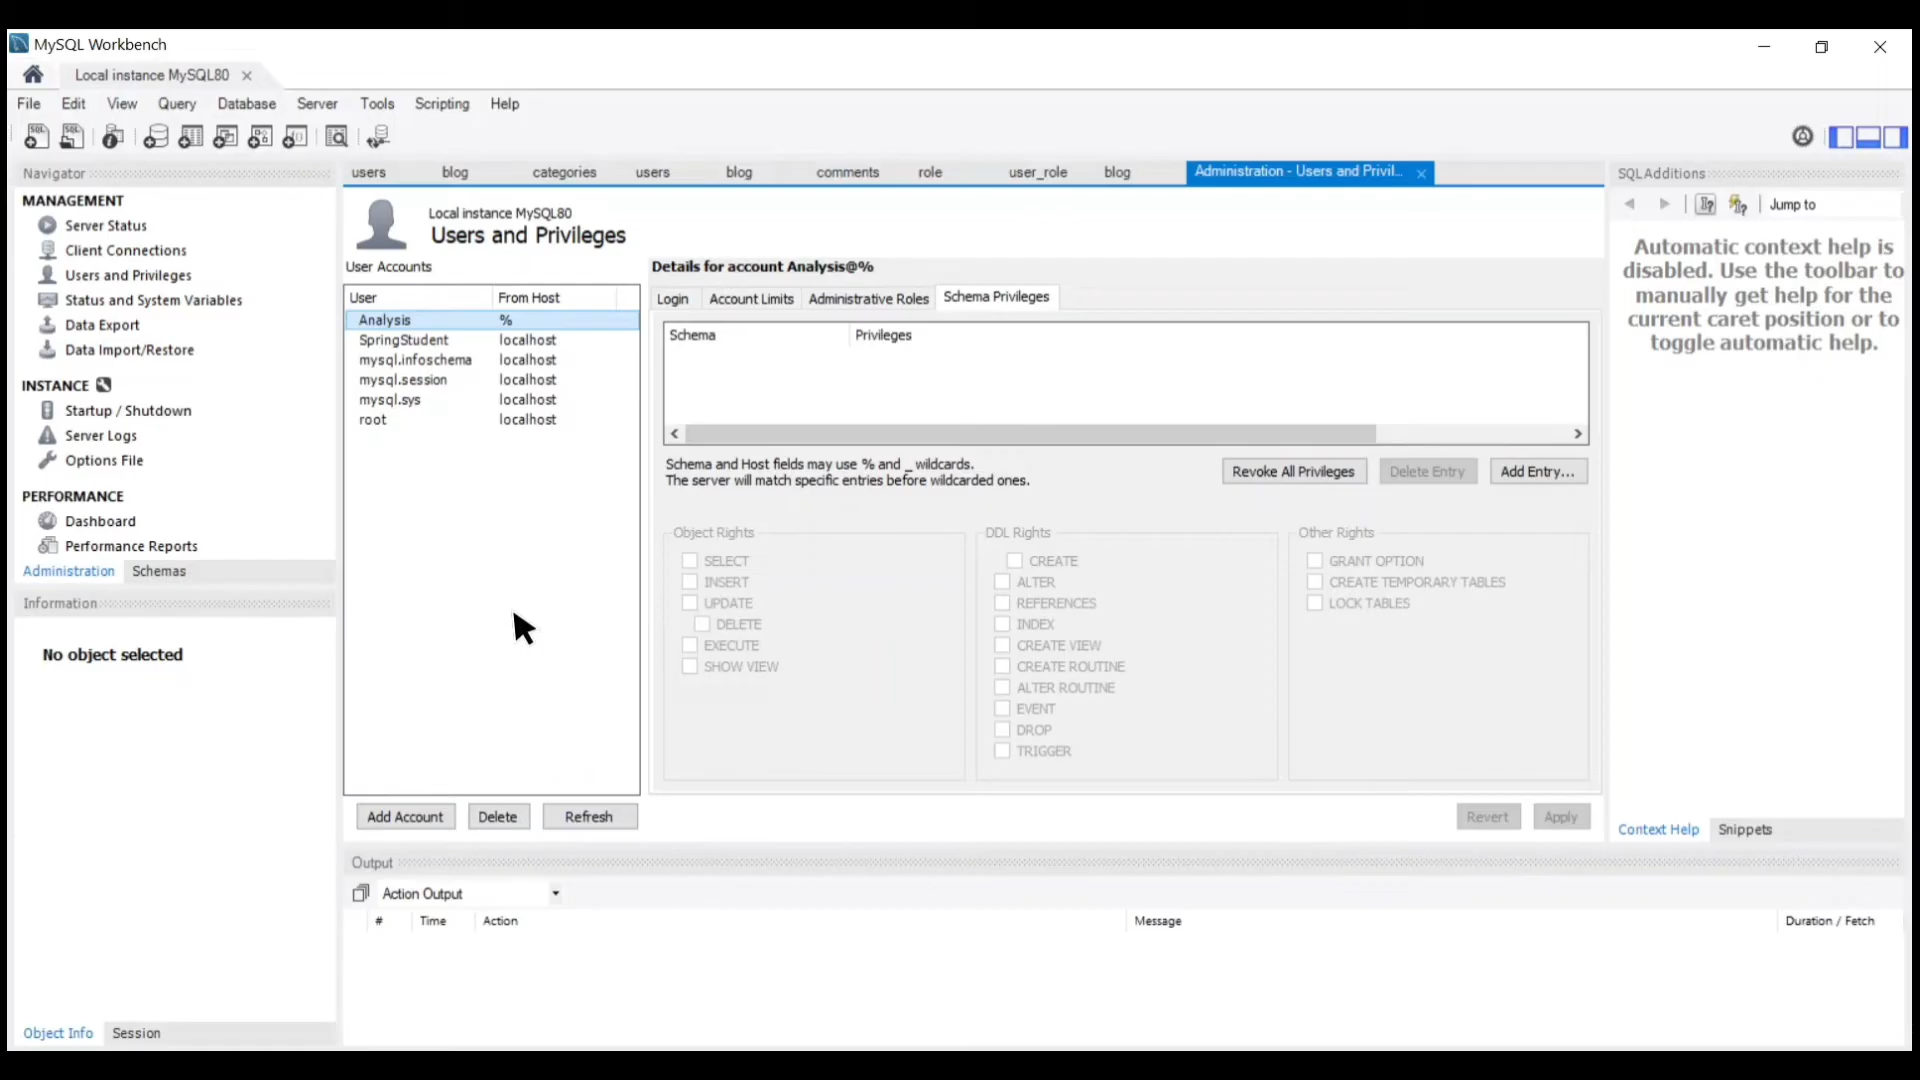 MySQL Workbench
Local instance MySQL80
File Edit View Query Database Server Tools Scripting Help
Navigator
MANAGEMENT
Server Status
Client Connections
Users and Privileges
Status and System Variables
Data Export
Data Import/Restore
INSTANCE
Startup / Shutdown
Server Logs
Options File
PERFORMANCE
Dashboard
Performance Reports
Administration Schemas
Information
No object selected
Object Info Session
users blog categories users blog comments role user_role blog Administration - Users and Privil...
Local instance MySQL80
Users and Privileges
User Accounts
User From Host
Analysis %
SpringStudent localhost
mysql.infoschema localhost
mysql.session localhost
mysql.sys localhost
root localhost
Add Account Delete Refresh
Details for account Analysis@%
Login Account Limits Administrative Roles Schema Privileges
Schema Privileges
Schema and Host fields may use % and _ wildcards.
The server will match specific entries before wildcarded ones.
Revoke All Privileges Delete Entry Add Entry...
Object Rights
SELECT
INSERT
UPDATE
DELETE
EXECUTE
SHOW VIEW
DDL Rights
CREATE
ALTER
REFERENCES
INDEX
CREATE VIEW
CREATE ROUTINE
ALTER ROUTINE
EVENT
DROP
TRIGGER
Other Rights
GRANT OPTION
CREATE TEMPORARY TABLES
LOCK TABLES
Revert Apply
SQLAdditions
Jump to
Automatic context help is
disabled. Use the toolbar to
manually get help for the
current caret position or to
toggle automatic help.
Context Help Snippets
Output
Action Output
# Time Action Message Duration / Fetch